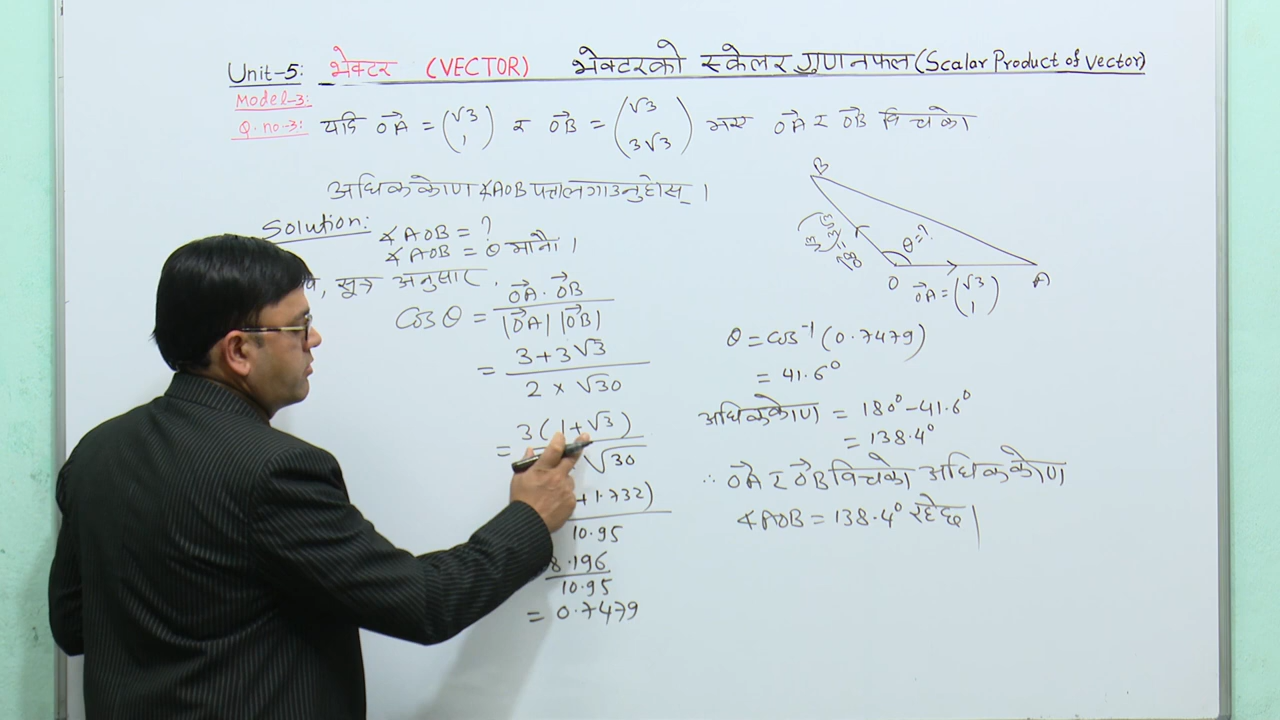 Unit-5: भेक्टर (VECTOR) भेक्टरको स्केलर गुणनफल (Scalar Product of vector)
Model-3:
Q.no-3: यदि OA→ = (√3 1) र OB→ = (√3 3√3) भए OA→ र OB→ विचको
अधिककोण ∡AOB पत्तालगाउनुहोस् ।
Solution:
∡AOB = ?
∡AOB = θ मानौं ।
सूत्र अनुसार,
Cosθ = OA→ . OB→ / |OA→| |OB→|
= 3+3√3 / 2 × √30
= 3(1+√3) / √30
+1.732) / 10.95
8.196 / 10.95
= 0.7479
B
θ=?
O
A
OA→ = (√3 1)
θ = cos⁻¹ (0.7479)
= 41.6°
अधिककोण = 180° - 41.6°
= 138.4°
∴ OA→ र OB→ विचको अधिककोण
∡AOB = 138.4° रहेछ ।